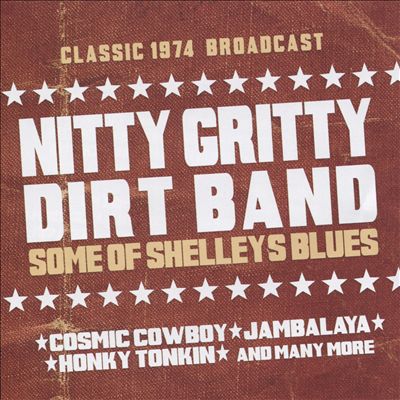 CLASSIC 1974 BROADCAST
NITTY GRITTY
DIRT BAND
SOME OF SHELLEYS BLUES
★COSMIC COWBOY★JAMBALAYA★
★HONKY TONKIN★ AND MANY MORE